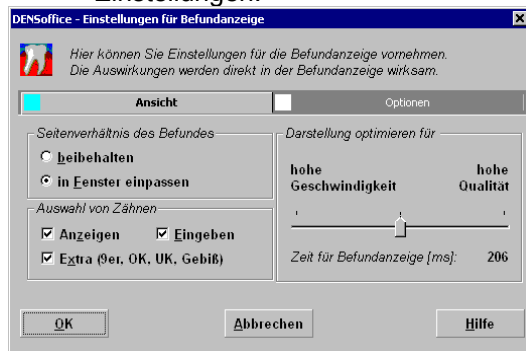 Einstellungen.
DENSoffice - Einstellungen für Befundanzeige
Hier können Sie Einstellungen für die Befundanzeige vornehmen.
Die Auswirkungen werden direkt in der Befundanzeige wirksam.
Ansicht
Optionen
Seitenverhältnis des Befundes
beibehalten
in Fenster einpassen
Auswahl von Zähnen
Anzeigen
Eingeben
Extra (9er, OK, UK, Gebiß)
Darstellung optimieren für
hohe
Geschwindigkeit
hohe
Qualität
Zeit für Befundanzeige [ms]: 206
OK
Abbrechen
Hilfe